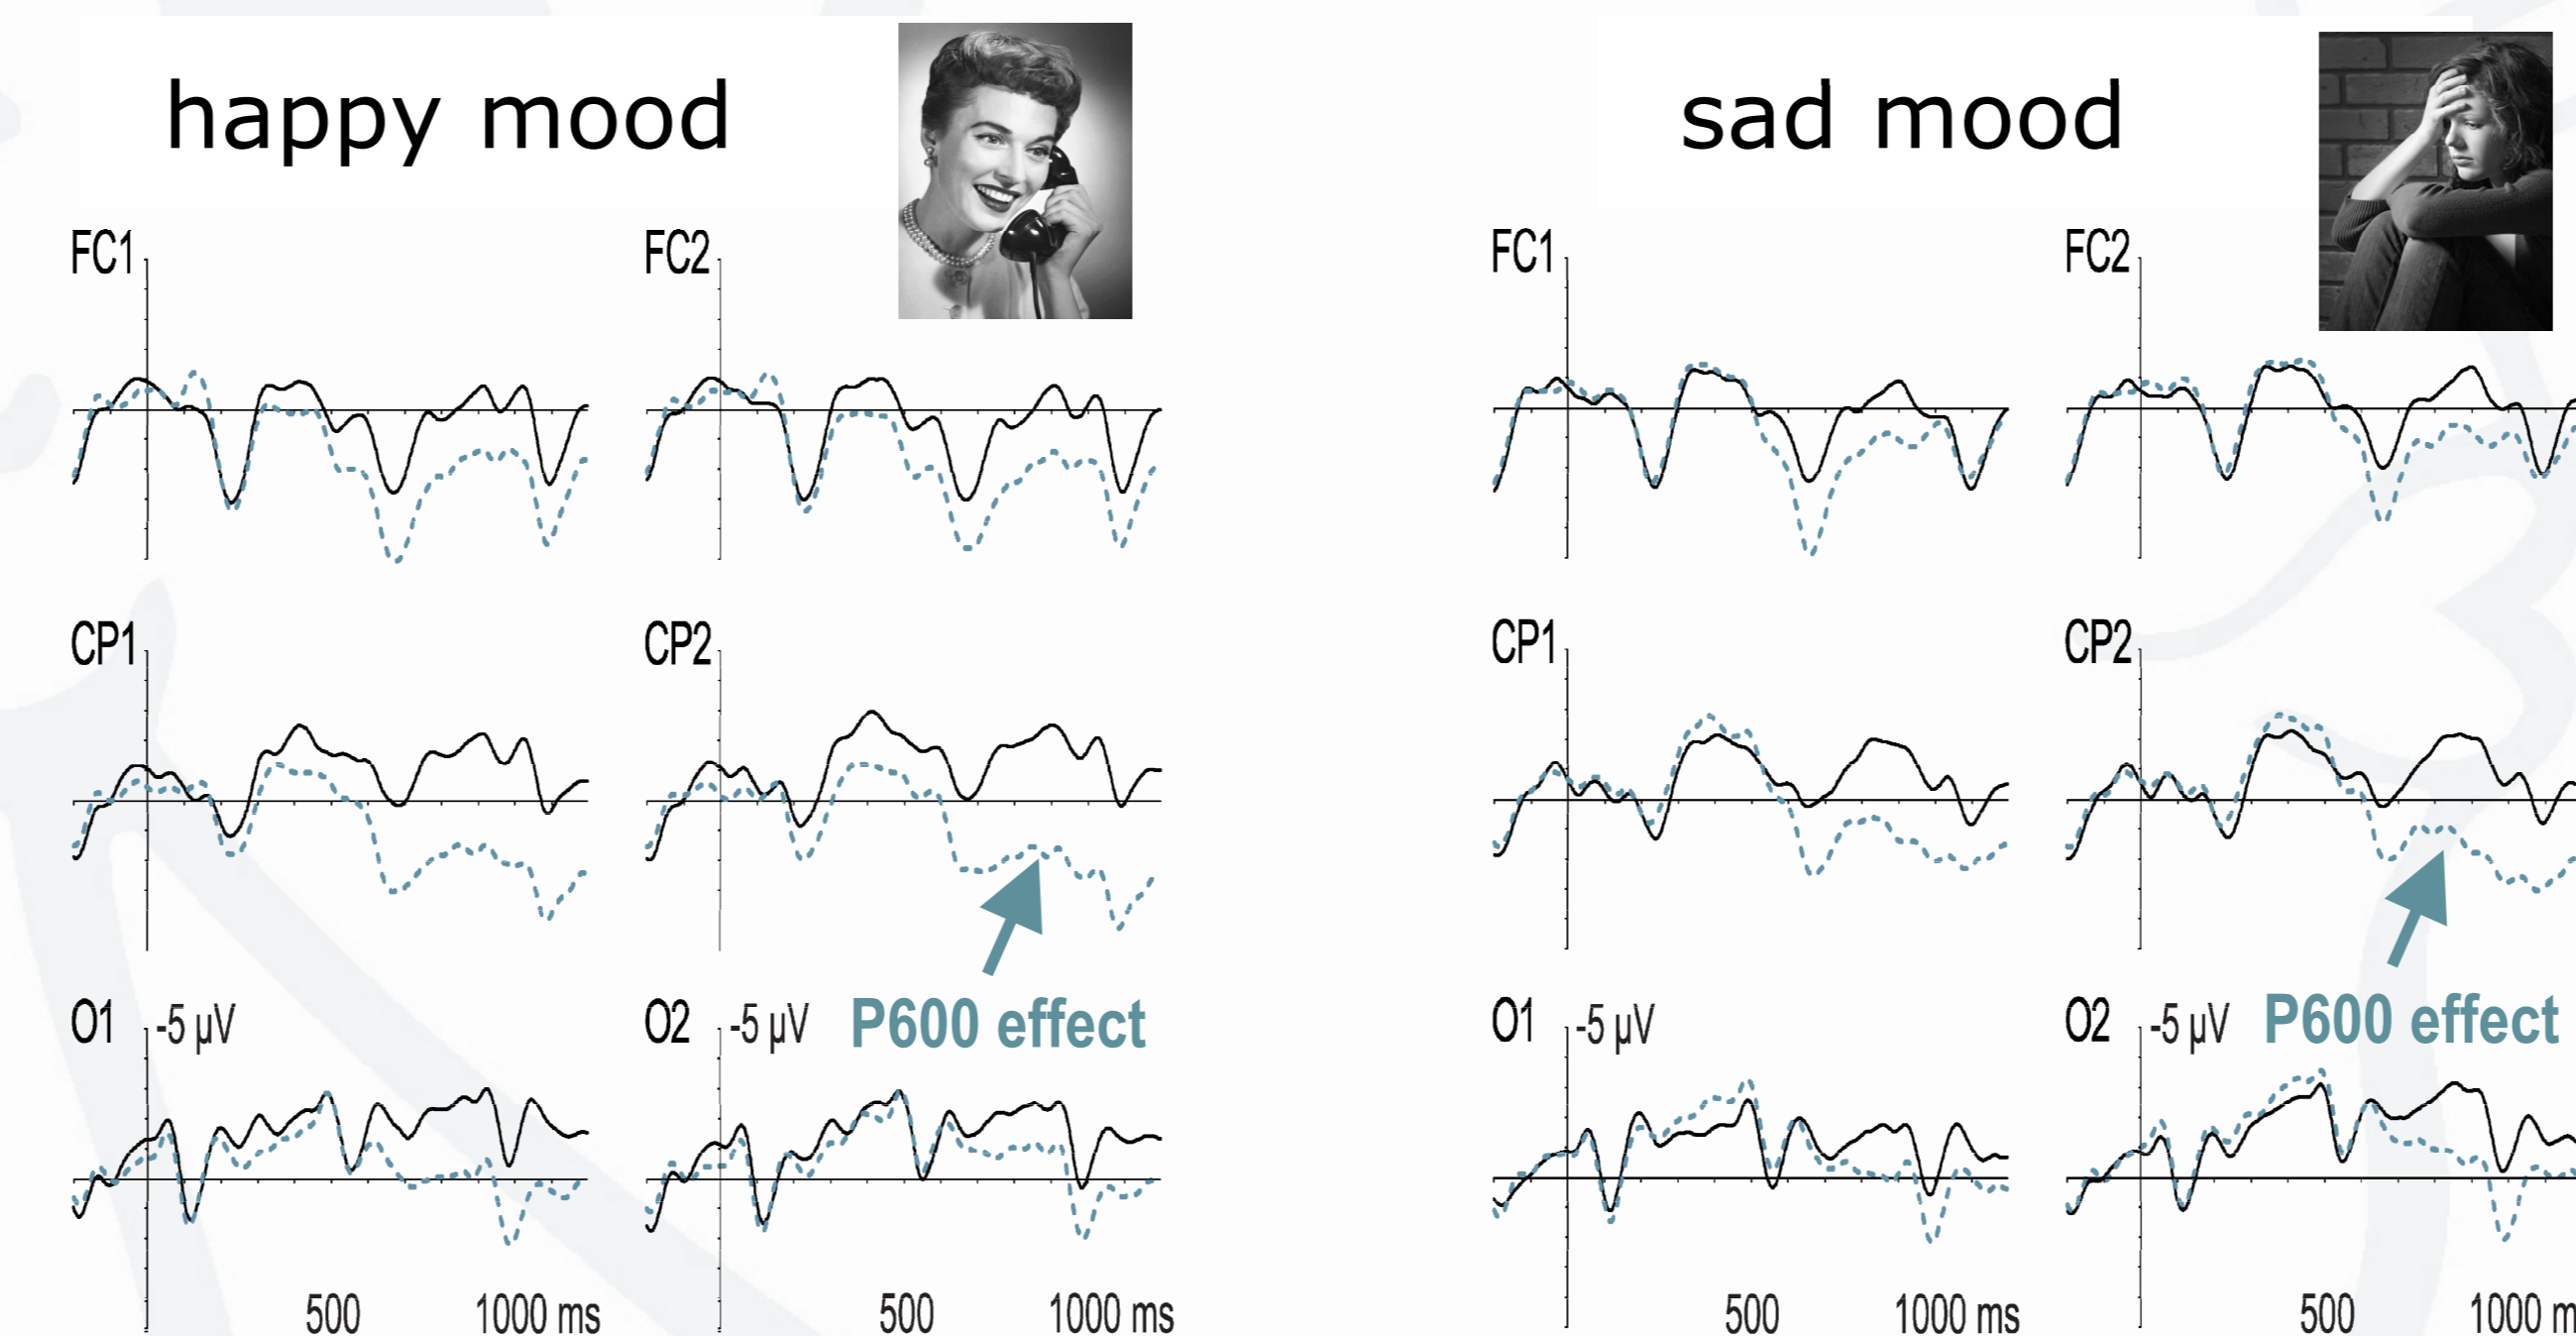 happy mood
sad mood
FC1
FC2
FC1
FC2
CP1
CP2
CP1
CP2
O1 -5 µV
O2 -5 µV
P600 effect
O1 -5 µV
O2 -5 µV
P600 effect
500 1000 ms
500 1000 ms
500 1000 ms
500 1000 m